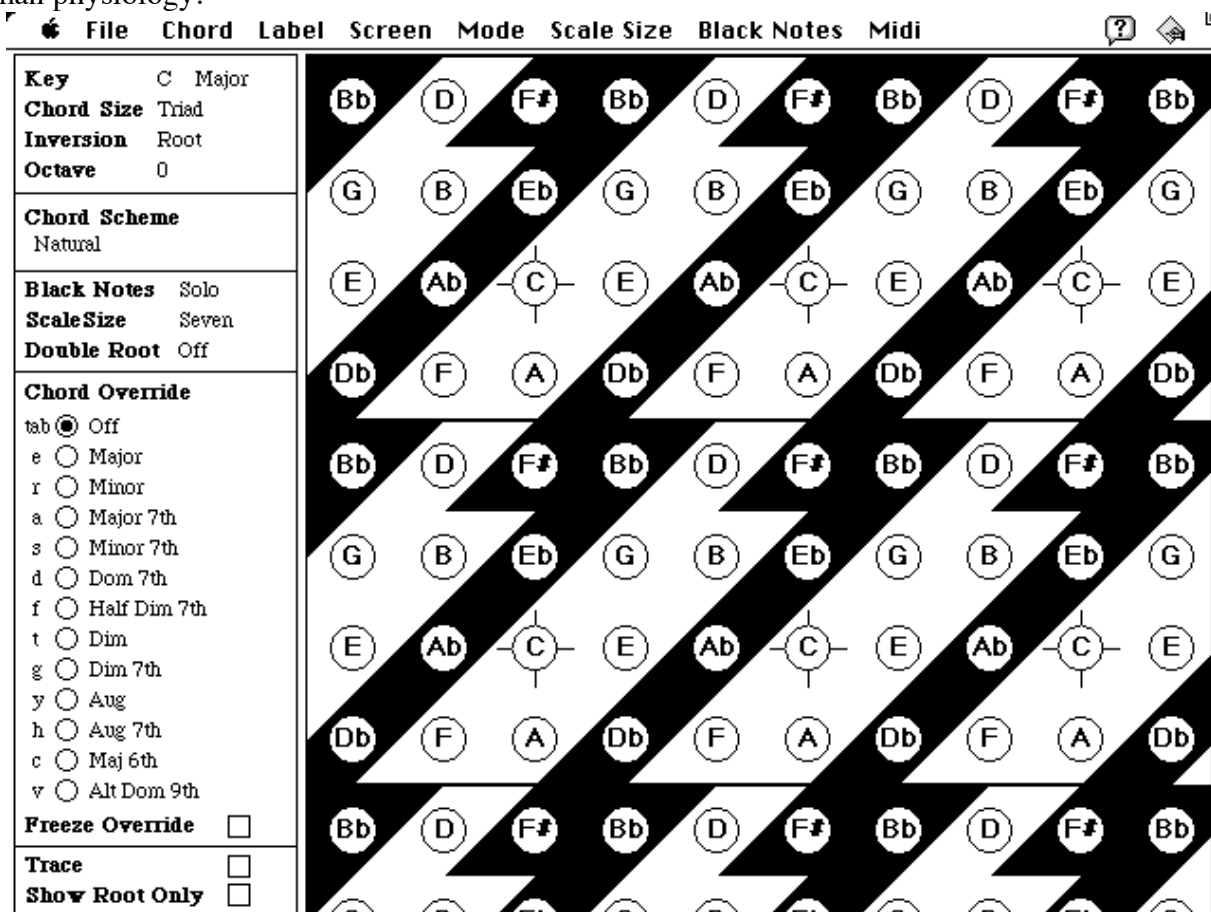 man physiology?
File Chord Label Screen Mode Scale Size Black Notes Midi
Key C Major
Chord Size Triad
Inversion Root
Octave 0
Chord Scheme
Natural
Black Notes Solo
ScaleSize Seven
Double Root Off
Chord Override
tab Off
e Major
r Minor
a Major 7th
s Minor 7th
d Dom 7th
f Half Dim 7th
t Dim
g Dim 7th
y Aug
h Aug 7th
c Maj 6th
v Alt Dom 9th
Freeze Override
Trace
Show Root Only
Bb D F# Bb D F# Bb D F# Bb
G B Eb G B Eb G B Eb G
E Ab C E Ab C E Ab C E
Db F A Db F A Db F A Db
Bb D F# Bb D F# Bb D F# Bb
G B Eb G B Eb G B Eb G
E Ab C E Ab C E Ab C E
Db F A Db F A Db F A Db
Bb D F# Bb D F# Bb D F# Bb